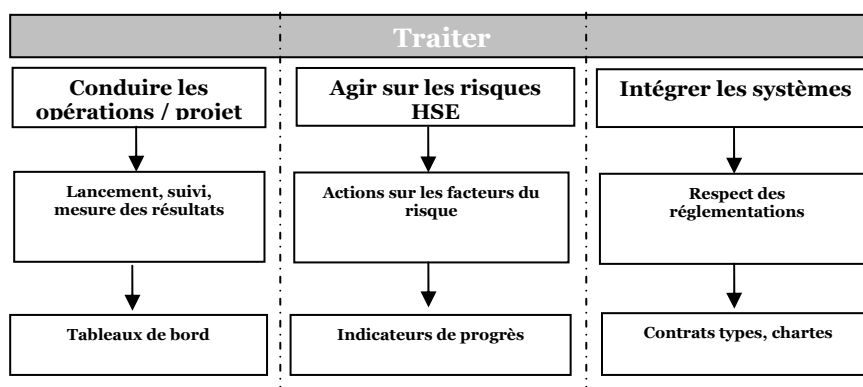 Traiter
Conduire les
opérations / projet
Agir sur les risques
HSE
Intégrer les systèmes
Lancement, suivi,
mesure des résultats
Actions sur les facteurs du
risque
Respect des
réglementations
Tableaux de bord
Indicateurs de progrès
Contrats types, chartes